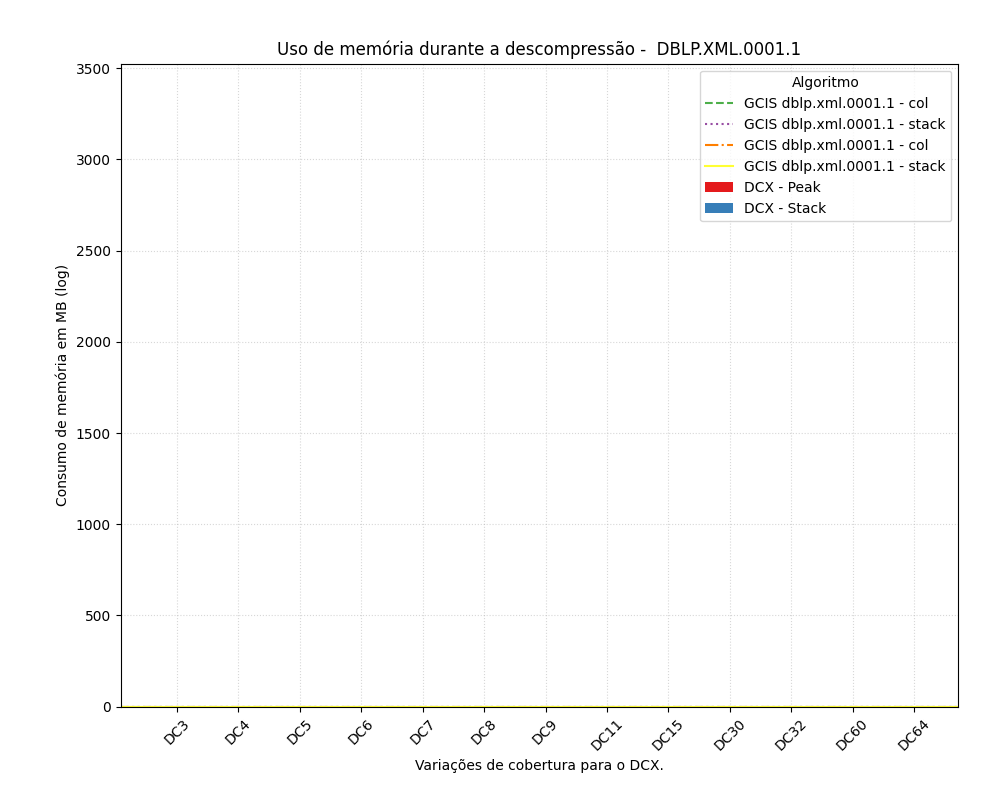 Uso de memória durante a descompressão - DBLP.XML.0001.1
Consumo de memória em MB (log)
3500
3000
2500
2000
1500
1000
500
0
Algoritmo
GCIS dblp.xml.0001.1 - col
GCIS dblp.xml.0001.1 - stack
GCIS dblp.xml.0001.1 - col
GCIS dblp.xml.0001.1 - stack
DCX - Peak
DCX - Stack
DC3
DC4
DC5
DC6
DC7
DC8
DC9
DC11
DC15
DC30
DC32
DC60
DC64
Variações de cobertura para o DCX.